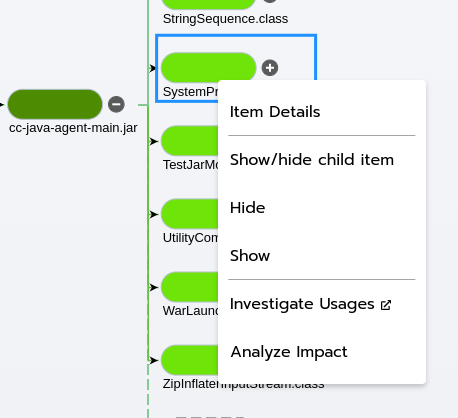 StringSequence.class
SystemPr
cc-java-agent-main.jar
TestJarMo
UtilityCom
WarLaunc
ZipInflaterInputStream.class
Item Details
Show/hide child item
Hide
Show
Investigate Usages
Analyze Impact